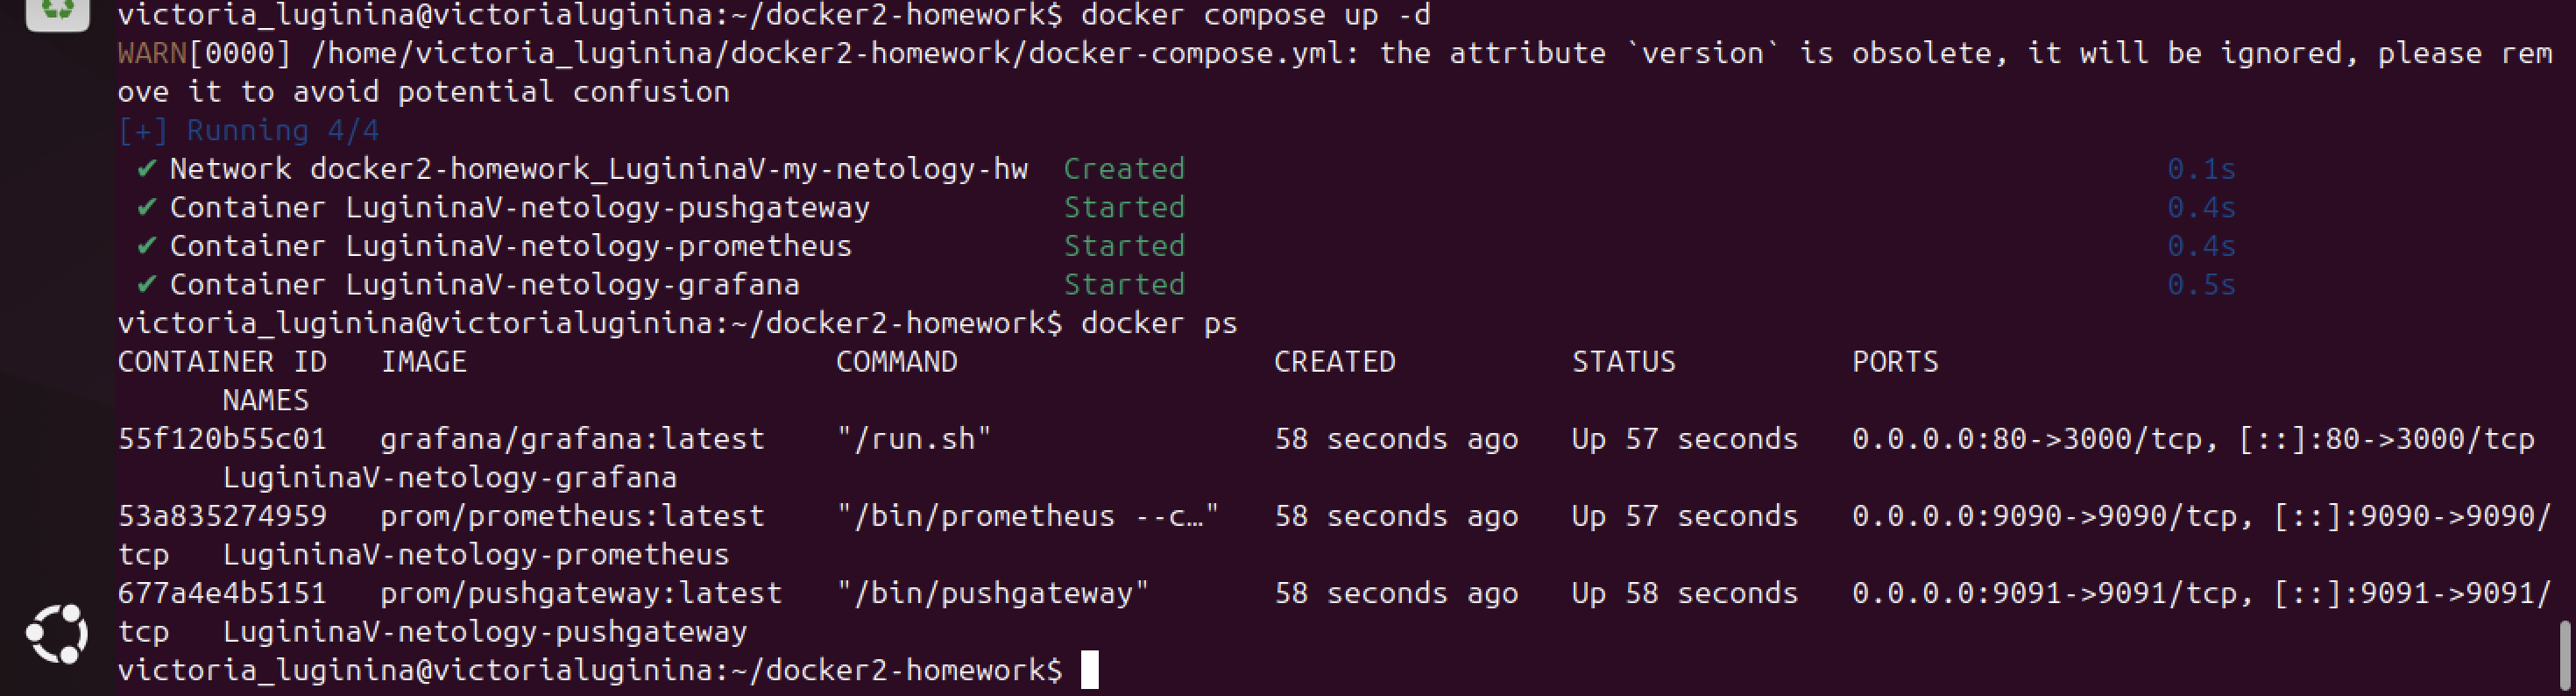 victoria_luginina@victorialuginina:~/docker2-homework$ docker compose up -d
WARN[0000] /home/victoria_luginina/docker2-homework/docker-compose.yml: the attribute `version` is obsolete, it will be ignored, please rem
ove it to avoid potential confusion
[+] Running 4/4
✔ Network docker2-homework_LugininaV-my-netology-hw Created 0.1s
✔ Container LugininaV-netology-pushgateway Started 0.4s
✔ Container LugininaV-netology-prometheus Started 0.4s
✔ Container LugininaV-netology-grafana Started 0.5s
victoria_luginina@victorialuginina:~/docker2-homework$ docker ps
CONTAINER ID IMAGE COMMAND CREATED STATUS PORTS
NAMES
55f120b55c01 grafana/grafana:latest "/run.sh" 58 seconds ago Up 57 seconds 0.0.0.0:80->3000/tcp, [::]:80->3000/tcp
LugininaV-netology-grafana
53a835274959 prom/prometheus:latest "/bin/prometheus --c…" 58 seconds ago Up 57 seconds 0.0.0.0:9090->9090/tcp, [::]:9090->9090/
tcp LugininaV-netology-prometheus
677a4e4b5151 prom/pushgateway:latest "/bin/pushgateway" 58 seconds ago Up 58 seconds 0.0.0.0:9091->9091/tcp, [::]:9091->9091/
tcp LugininaV-netology-pushgateway
victoria_luginina@victorialuginina:~/docker2-homework$